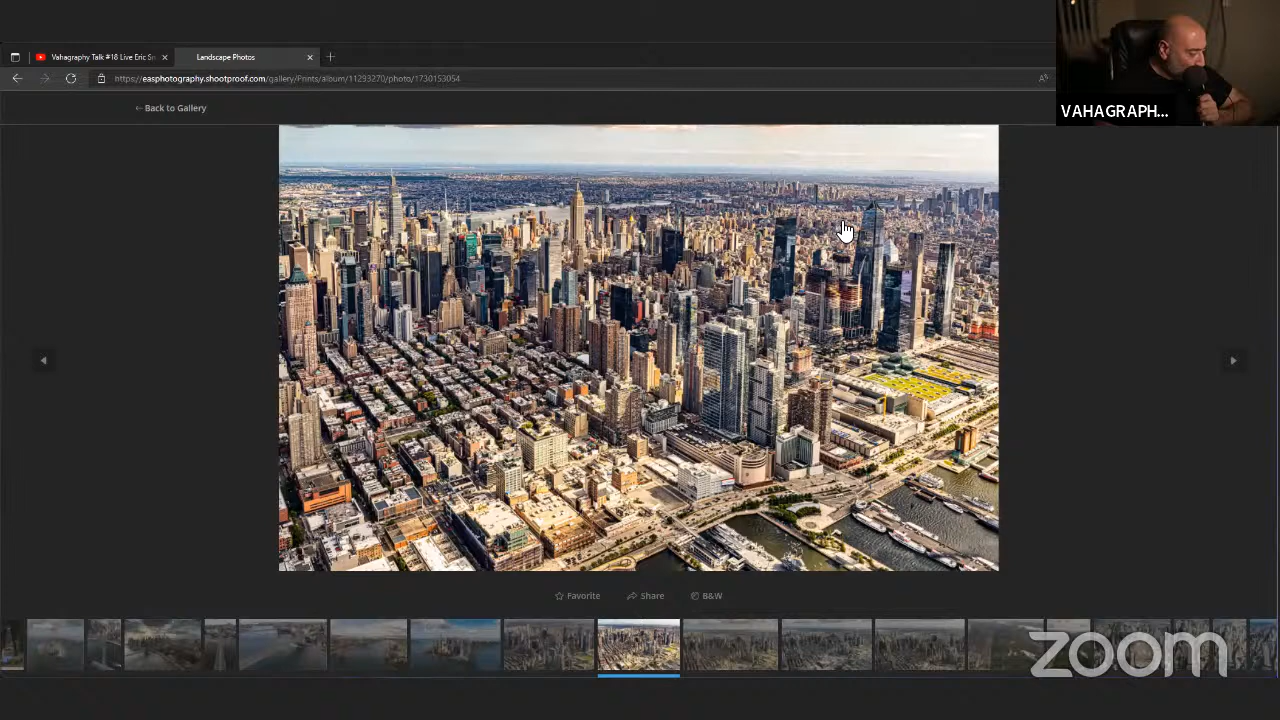 Vahagraphy Talk #18 Live Eric Sm
Landscape Photos
https://easphotography.shootproof.com/gallery/Prints/album/11293270/photo/1730153054
VAHAGRAPH...
←Back to Gallery
Favorite
Share
B&W
zoom